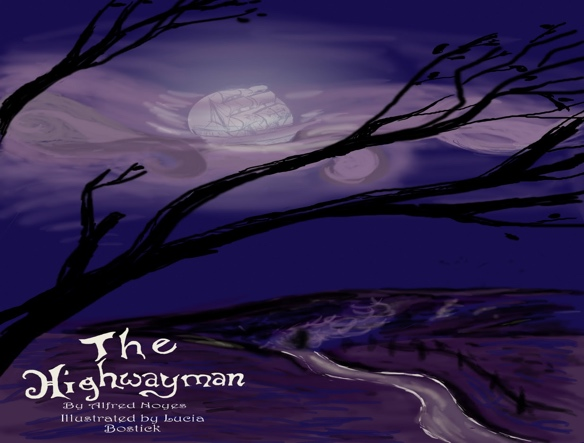 The
Highwayman
By Alfred Noyes
Illustrated by Lucia
Bostick